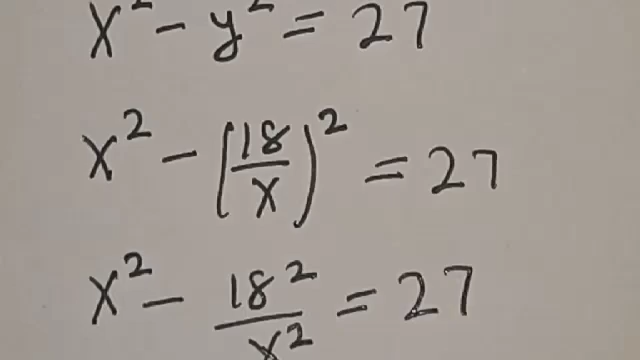 x² - y² = 27
x² - (18/x)² = 27
x² - 18²/x² = 27